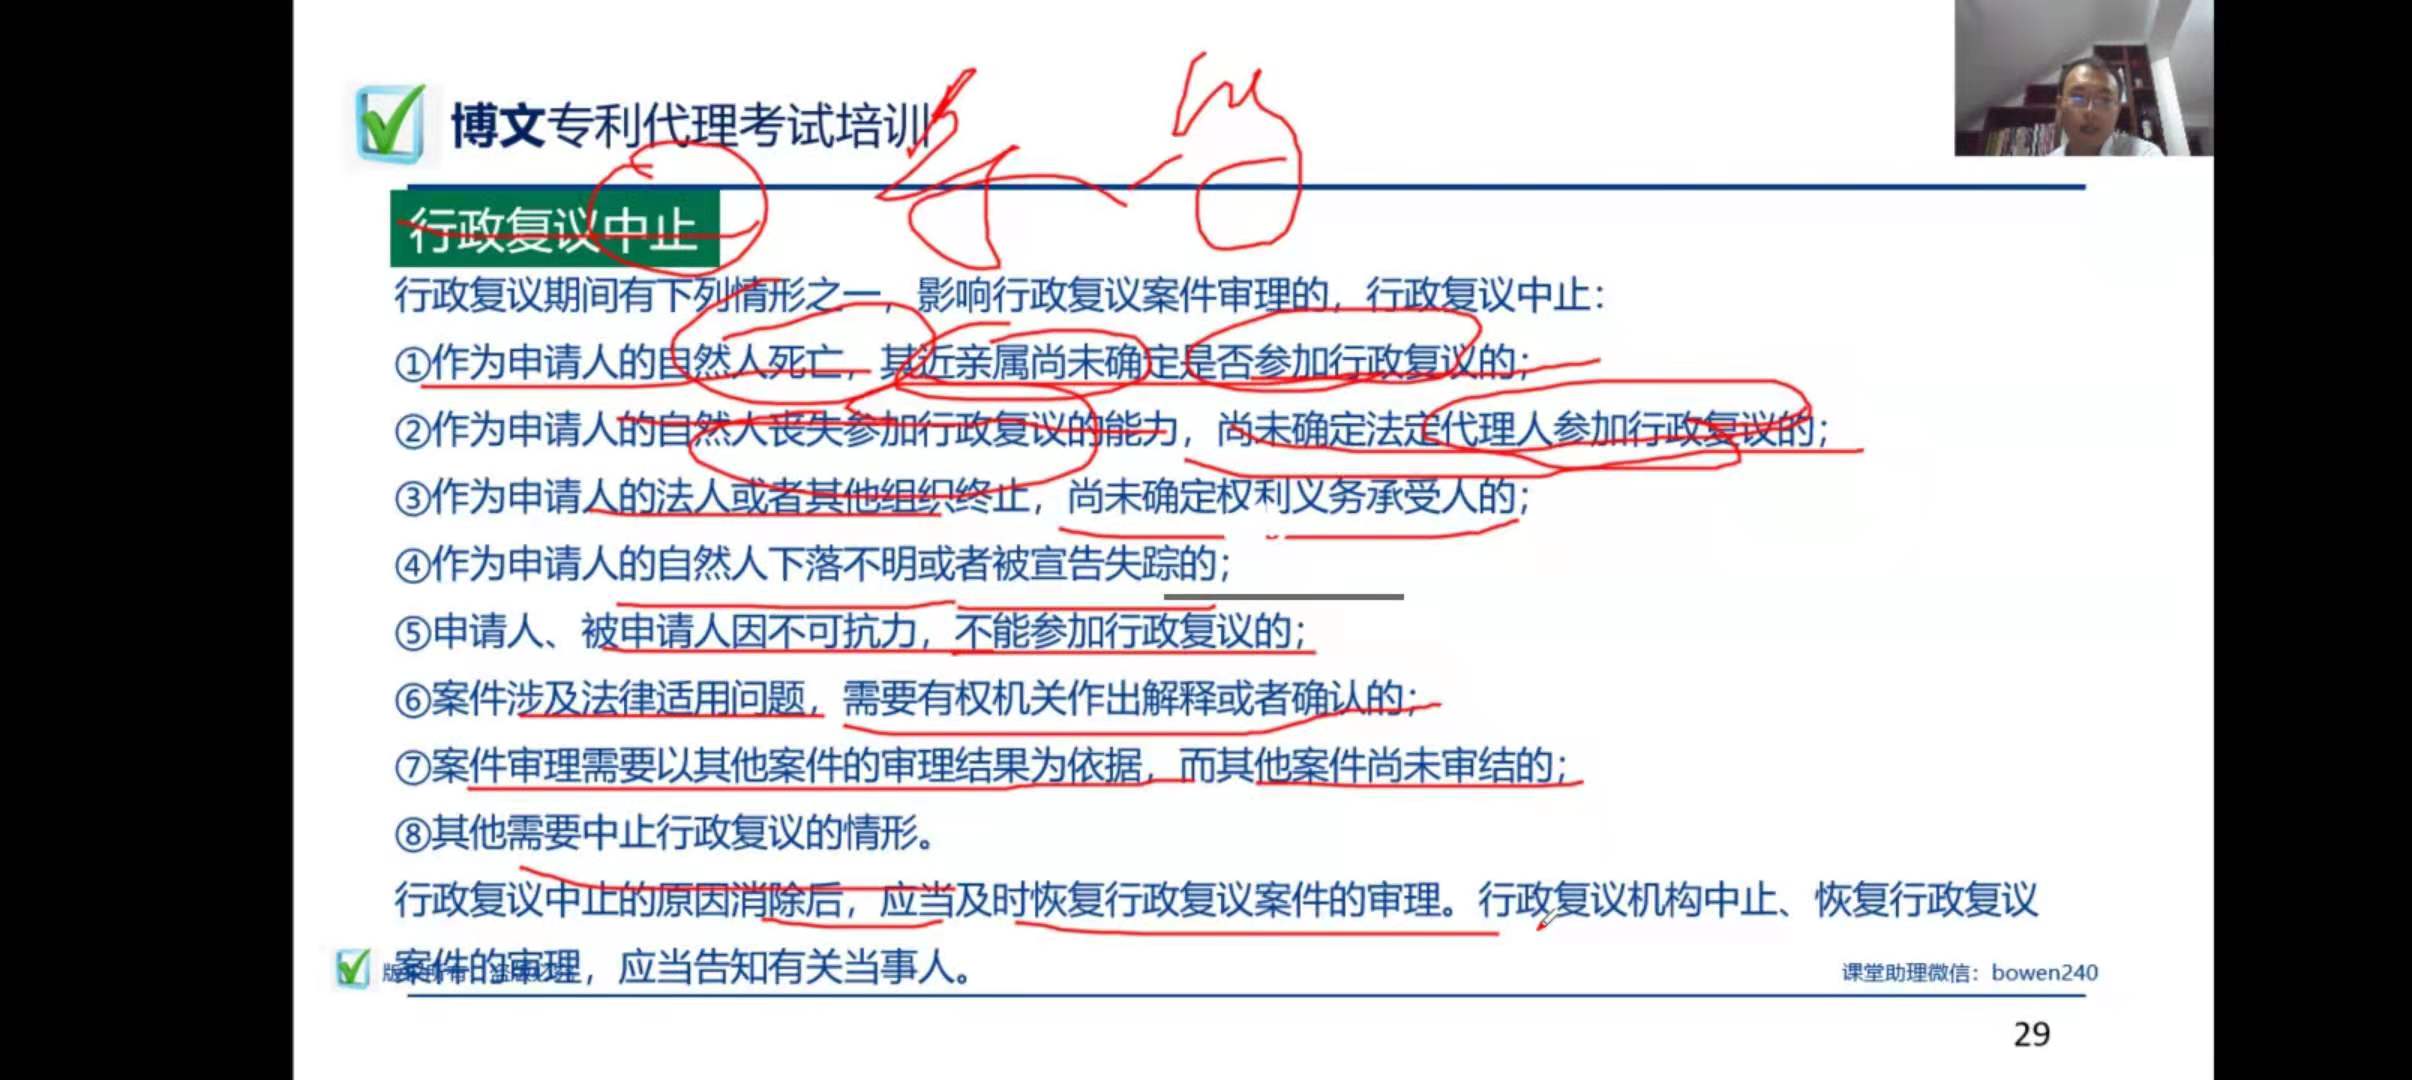 博文专利代理考试培训
行政复议中止
行政复议期间有下列情形之一，影响行政复议案件审理的，行政复议中止：
①作为申请人的自然人死亡，其近亲属尚未确定是否参加行政复议的；
②作为申请人的自然人丧失参加行政复议的能力，尚未确定法定代理人参加行政复议的；
③作为申请人的法人或者其他组织终止，尚未确定权利义务承受人的；
④作为申请人的自然人下落不明或者被宣告失踪的；
⑤申请人、被申请人因不可抗力，不能参加行政复议的；
⑥案件涉及法律适用问题，需要有权机关作出解释或者确认的；
⑦案件审理需要以其他案件的审理结果为依据，而其他案件尚未审结的；
⑧其他需要中止行政复议的情形。
行政复议中止的原因消除后，应当及时恢复行政复议案件的审理。行政复议机构中止、恢复行政复议
案件的审理，应当告知有关当事人。
课堂助理微信：bowen240
29